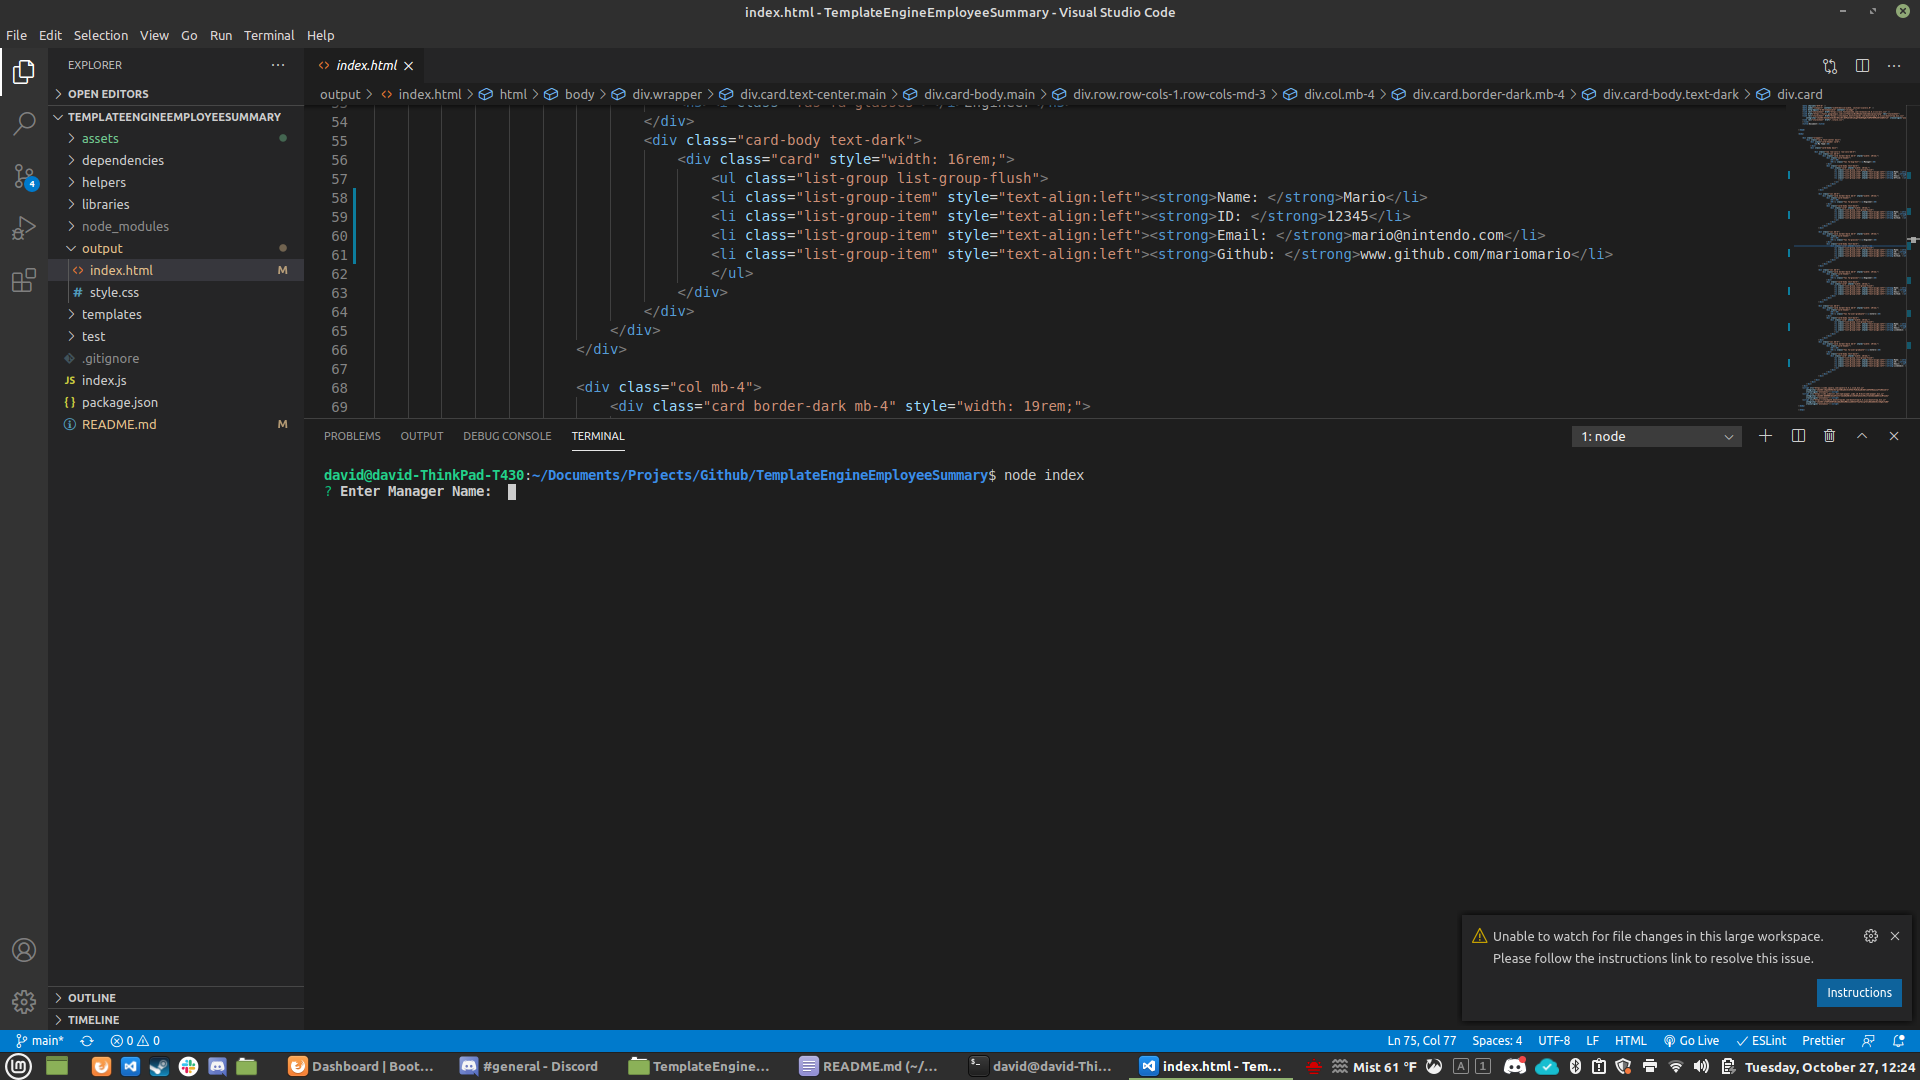 index.html - TemplateEngineEmployeeSummary - Visual Studio Code
File Edit Selection View Go Run Terminal Help
EXPLORER
OPEN EDITORS
TEMPLATEENGINEEMPLOYEESUMMARY
assets
dependencies
helpers
libraries
node_modules
output
index.html M
style.css
templates
test
.gitignore
JS index.js
{} package.json
README.md M
OUTLINE
TIMELINE
4
index.html
output > index.html > html > body > div.wrapper > div.card.text-center.main > div.card-body.main > div.row.row-cols-1.row-cols-md-3 > div.col.mb-4 > div.card.border-dark.mb-4 > div.card-body.text-dark > div.card
54 </div>
55 <div class="card-body text-dark">
56 <div class="card" style="width: 16rem;">
57 <ul class="list-group list-group-flush">
58 <li class="list-group-item" style="text-align:left"><strong>Name: </strong>Mario</li>
59 <li class="list-group-item" style="text-align:left"><strong>ID: </strong>12345</li>
60 <li class="list-group-item" style="text-align:left"><strong>Email: </strong>mario@nintendo.com</li>
61 <li class="list-group-item" style="text-align:left"><strong>Github: </strong>www.github.com/mariomario</li>
62 </ul>
63 </div>
64 </div>
65 </div>
66 </div>
67
68 <div class="col mb-4">
69 <div class="card border-dark mb-4" style="width: 19rem;">
PROBLEMS OUTPUT DEBUG CONSOLE TERMINAL
1: node
david@david-ThinkPad-T430:~/Documents/Projects/Github/TemplateEngineEmployeeSummary$ node index
? Enter Manager Name:
Unable to watch for file changes in this large workspace.
Please follow the instructions link to resolve this issue.
Instructions
main* 0 0
Ln 75, Col 77 Spaces: 4 UTF-8 LF HTML Go Live ESLint Prettier
Dashboard | Boot... #general - Discord TemplateEngine... README.md (~/... david@david-Thi... index.html - Tem... Mist 61 °F A 1 Tuesday, October 27, 12:24